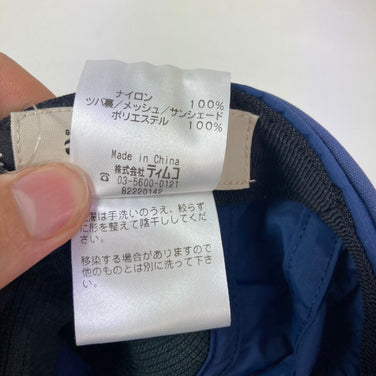 ナイロン 100%
ツバ裏/メッシュ/サンシェード
ポリエステル 100%
Made in China
株式会社ティムコ
☎ 03-5600-0121
B2220142
濯は手洗いのうえ、絞らず
に形を整えて陰干ししてくださ
い。
移染する場合がありますので
他のものとは別に洗って下さい